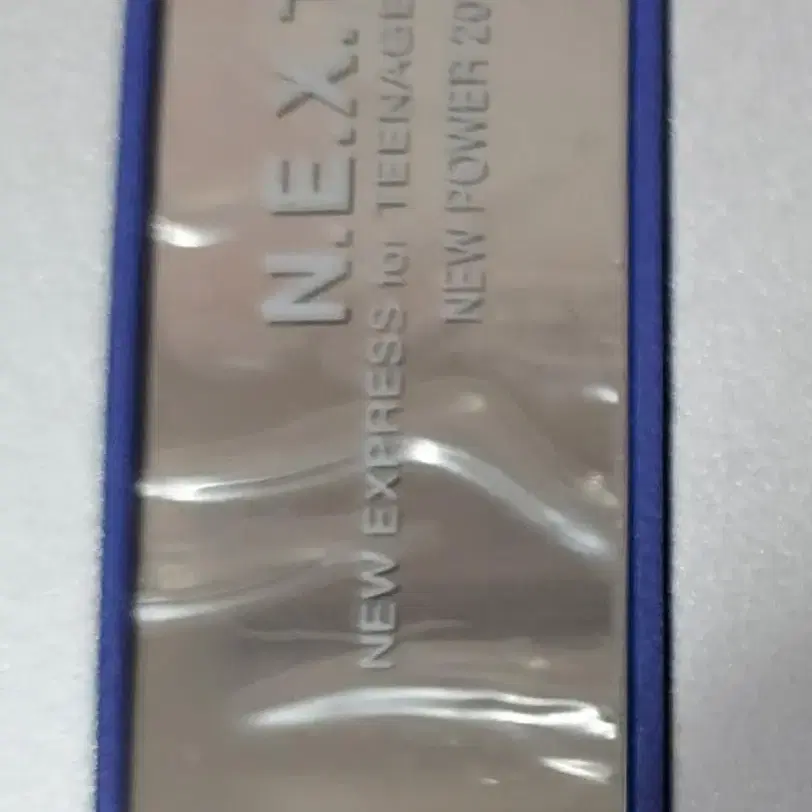 N.E.X.T
NEW EXPRESS for TEENAGE
NEW POWER 20